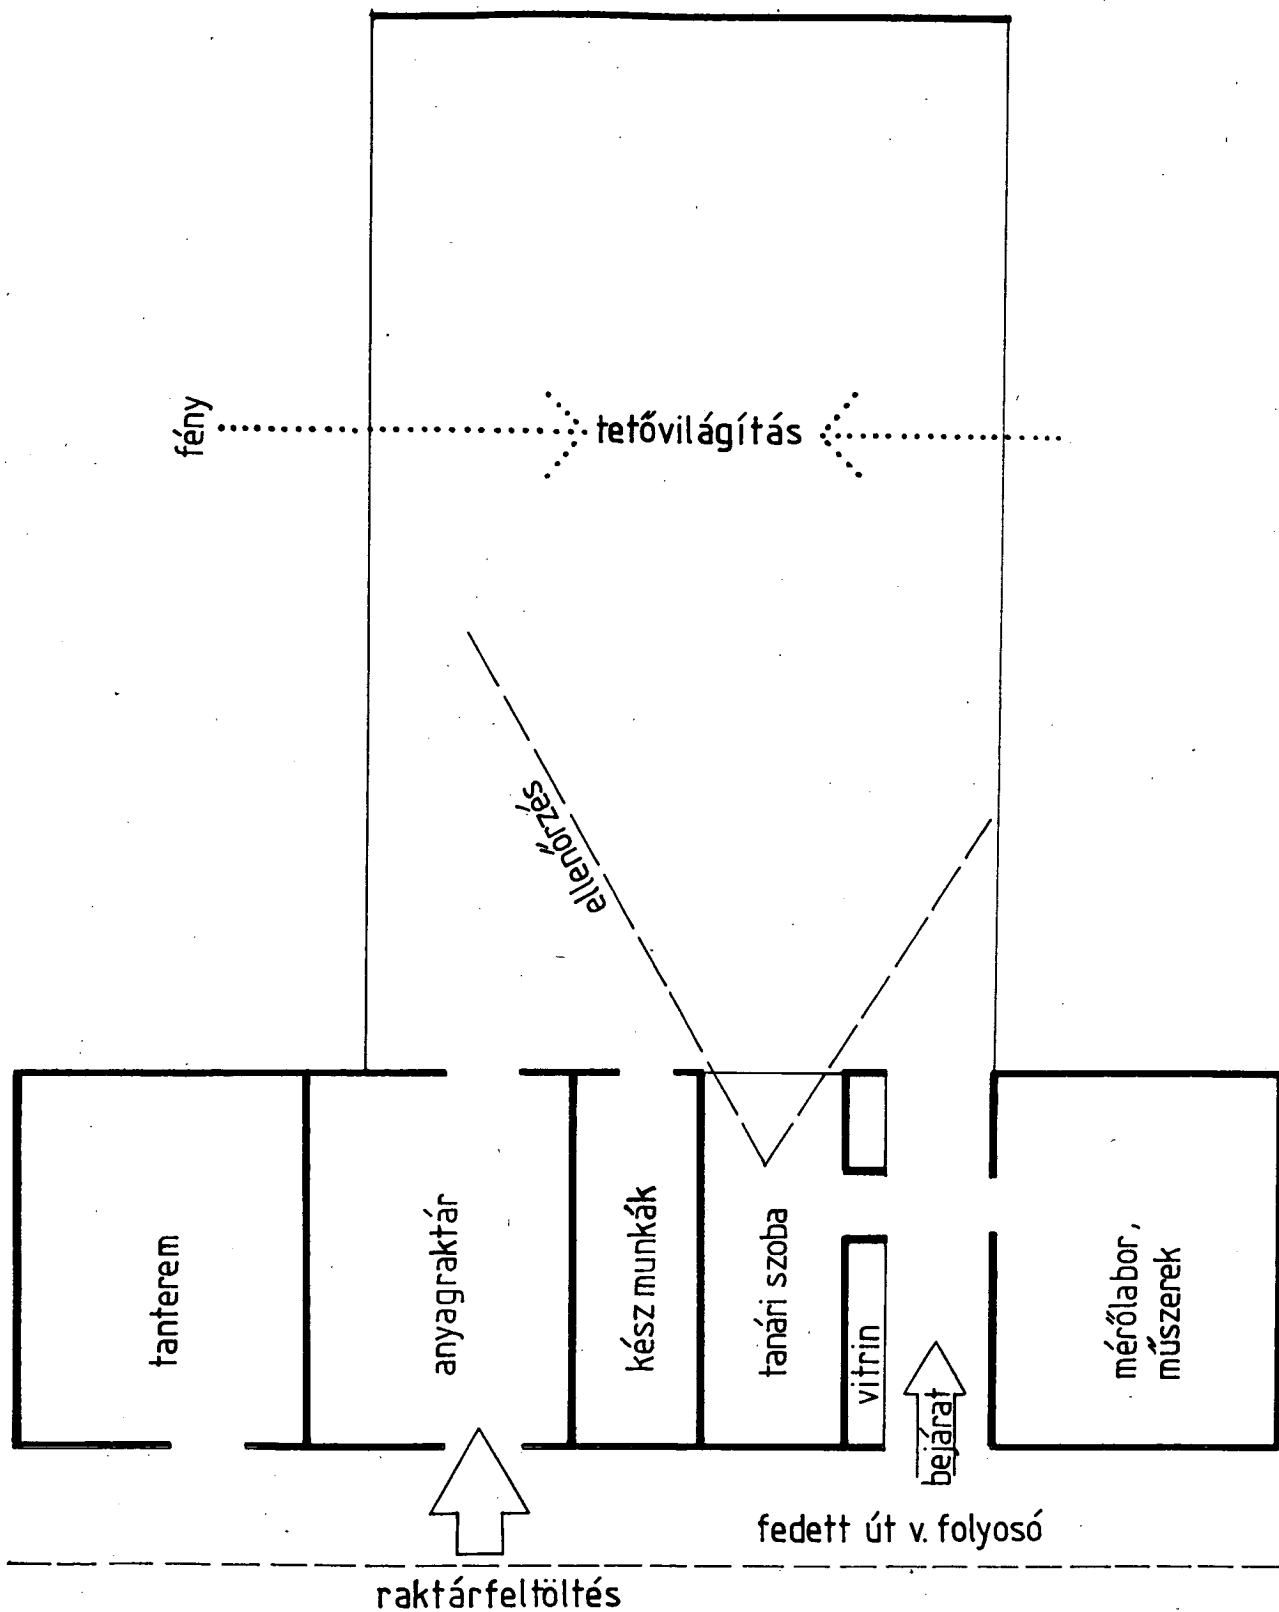 fény
tetővilágítás
ellenőrzés
tanterem
anyagraktár
kész munkák
tanári szoba
vitrin
bejárat
mérőlabor,
műszerek
fedett út v. folyosó
raktárfeltöltés